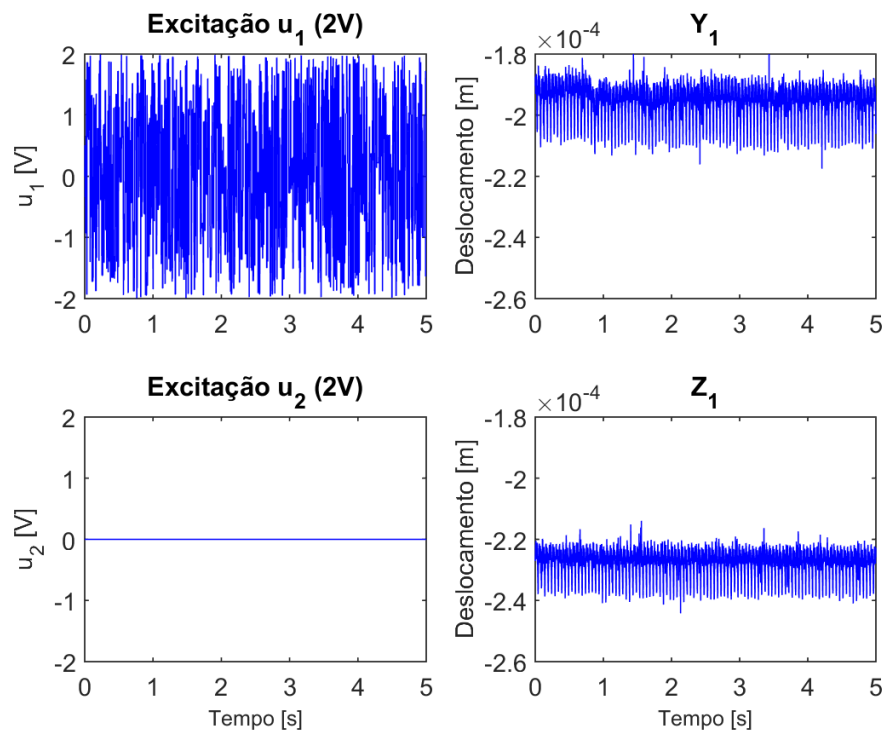 Excitação u₁ (2V)
u₁ [V]
2
1
0
-1
-2
0 1 2 3 4 5
Y₁
×10⁻⁴
Deslocamento [m]
-1.8
-2
-2.2
-2.4
-2.6
0 1 2 3 4 5
Excitação u₂ (2V)
u₂ [V]
2
1
0
-1
-2
0 1 2 3 4 5
Tempo [s]
Z₁
×10⁻⁴
Deslocamento [m]
-1.8
-2
-2.2
-2.4
-2.6
0 1 2 3 4 5
Tempo [s]